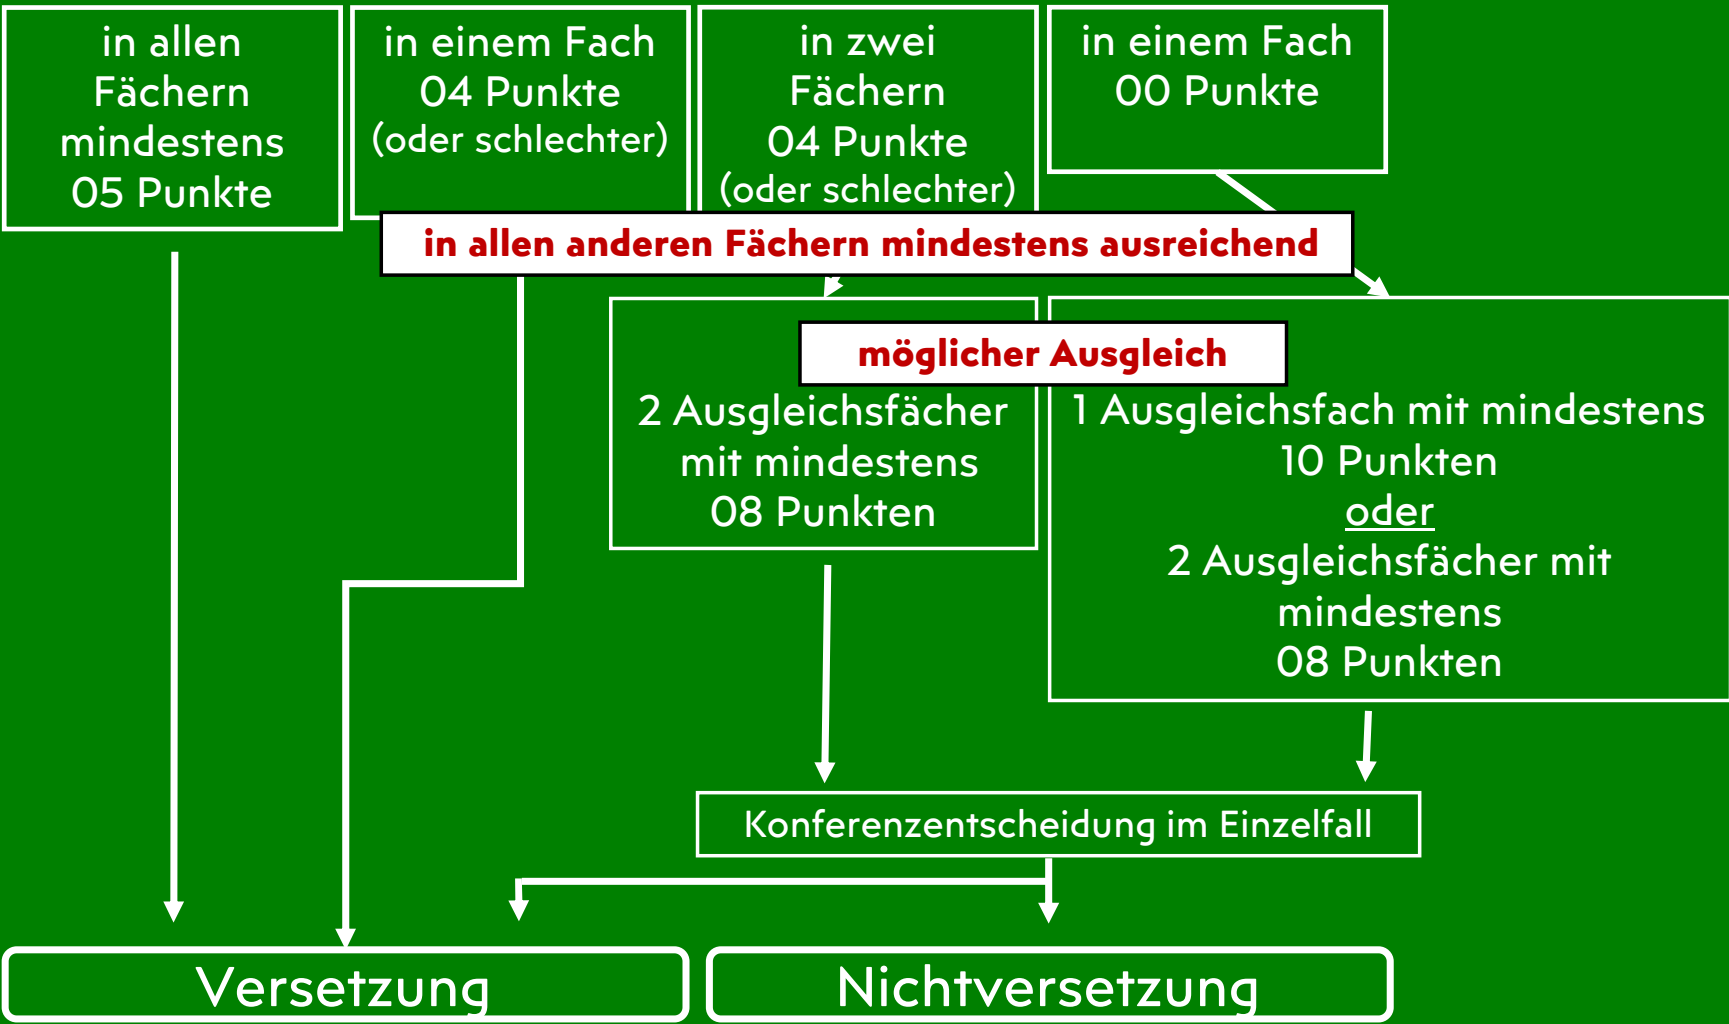 in allen
Fächern
mindestens
05 Punkte
in einem Fach
04 Punkte
(oder schlechter)
in zwei
Fächern
04 Punkte
(oder schlechter)
in einem Fach
00 Punkte
in allen anderen Fächern mindestens ausreichend
möglicher Ausgleich
2 Ausgleichsfächer
mit mindestens
08 Punkten
1 Ausgleichsfach mit mindestens
10 Punkten
oder
2 Ausgleichsfächer mit
mindestens
08 Punkten
Konferenzentscheidung im Einzelfall
Versetzung
Nichtversetzung